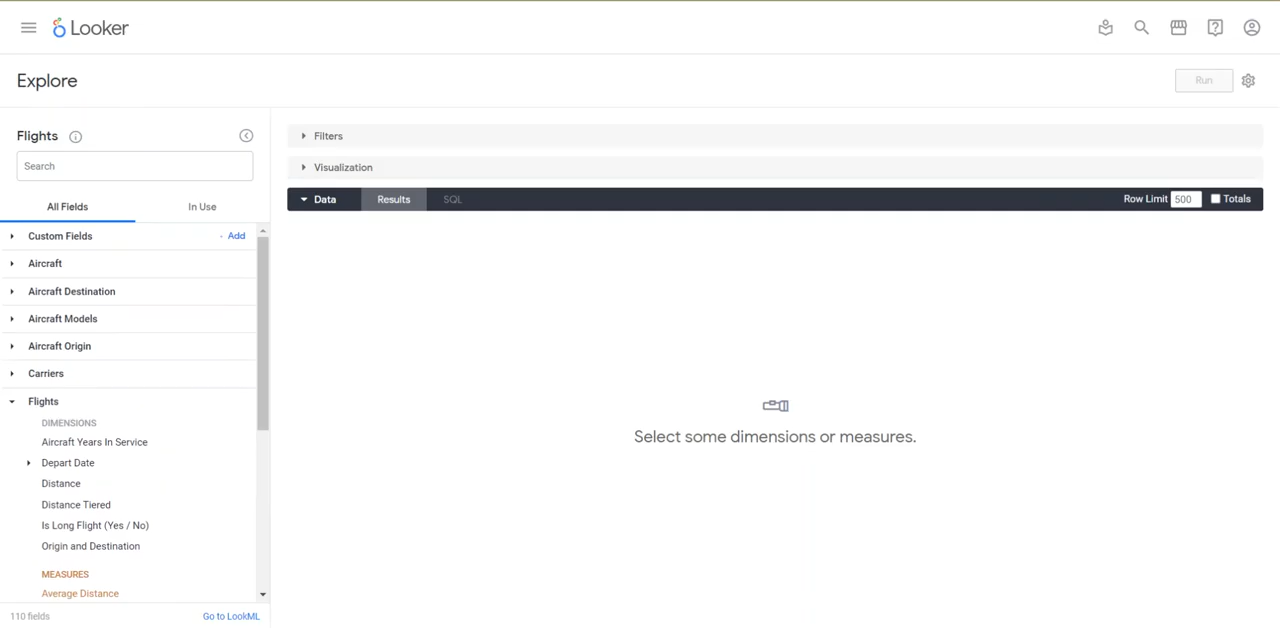 Looker
Explore
Run
Flights
Search
All Fields
In Use
Custom Fields
- Add
Aircraft
Aircraft Destination
Aircraft Models
Aircraft Origin
Carriers
Flights
DIMENSIONS
Aircraft Years In Service
Depart Date
Distance
Distance Tiered
Is Long Flight (Yes / No)
Origin and Destination
MEASURES
Average Distance
110 fields
Go to LookML
Filters
Visualization
Data
Results
SQL
Row Limit 500
Totals
Select some dimensions or measures.